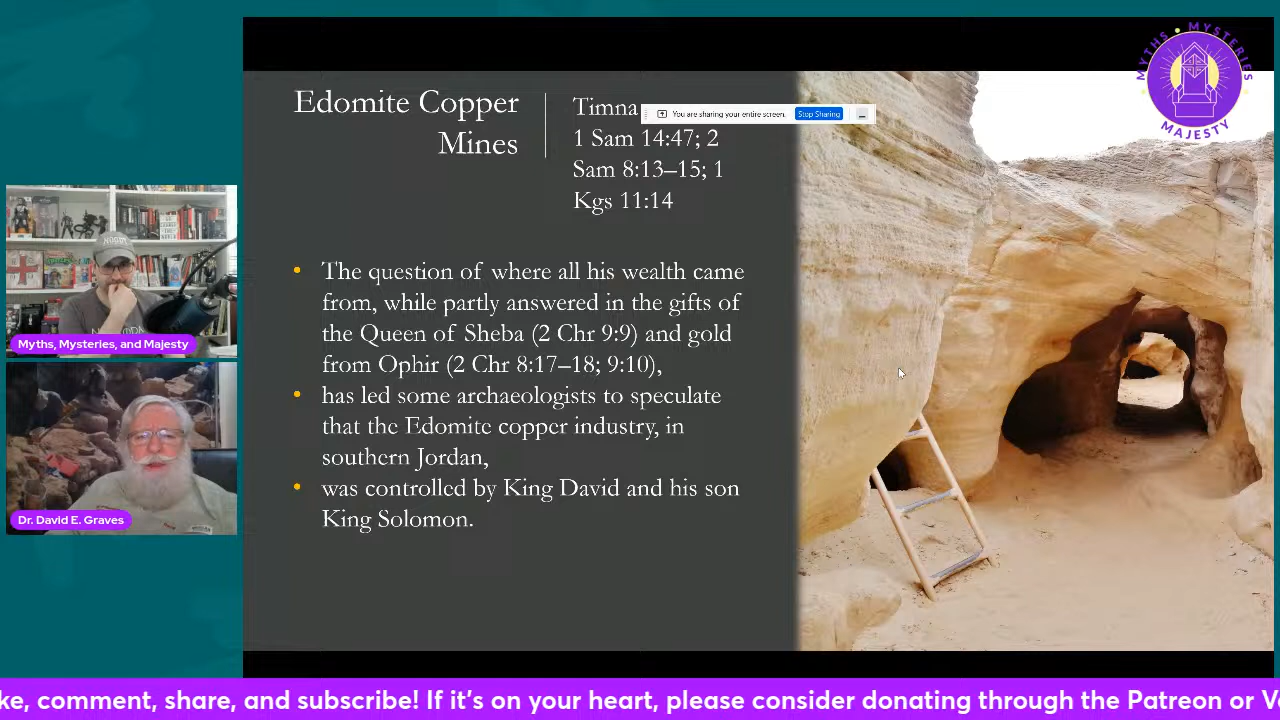 MYTHS • MYSTERIES
MAJESTY
Edomite Copper
Mines
Timna
1 Sam 14:47; 2
Sam 8:13–15; 1
Kgs 11:14
You are sharing your entire screen.
Stop Sharing
• The question of where all his wealth came
from, while partly answered in the gifts of
the Queen of Sheba (2 Chr 9:9) and gold
from Ophir (2 Chr 8:17–18; 9:10),
• has led some archaeologists to speculate
that the Edomite copper industry, in
southern Jordan,
• was controlled by King David and his son
King Solomon.
Myths, Mysteries, and Majesty
Dr. David E. Graves
ke, comment, share, and subscribe! If it's on your heart, please consider donating through the Patreon or